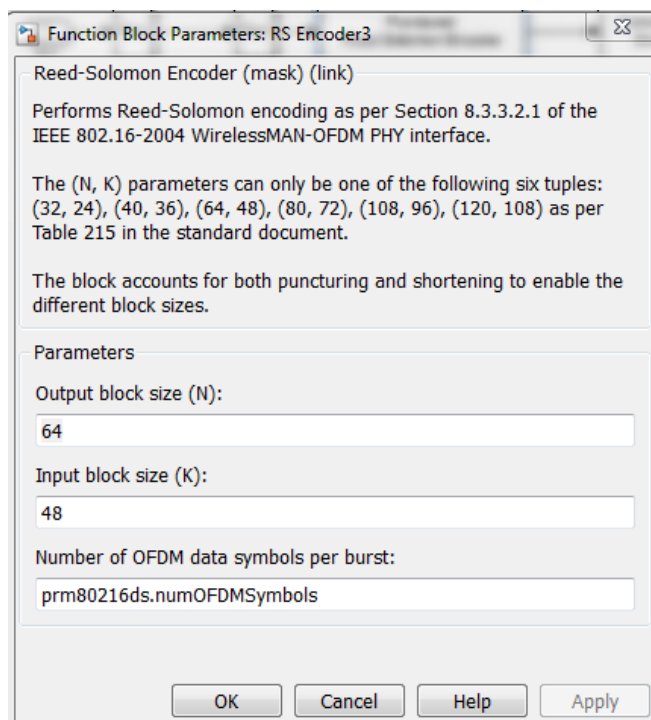 Function Block Parameters: RS Encoder3
Reed-Solomon Encoder (mask) (link)
Performs Reed-Solomon encoding as per Section 8.3.3.2.1 of the
IEEE 802.16-2004 WirelessMAN-OFDM PHY interface.
The (N, K) parameters can only be one of the following six tuples:
(32, 24), (40, 36), (64, 48), (80, 72), (108, 96), (120, 108) as per
Table 215 in the standard document.
The block accounts for both puncturing and shortening to enable the
different block sizes.
Parameters
Output block size (N):
64
Input block size (K):
48
Number of OFDM data symbols per burst:
prm80216ds.numOFDMSymbols
OK Cancel Help Apply